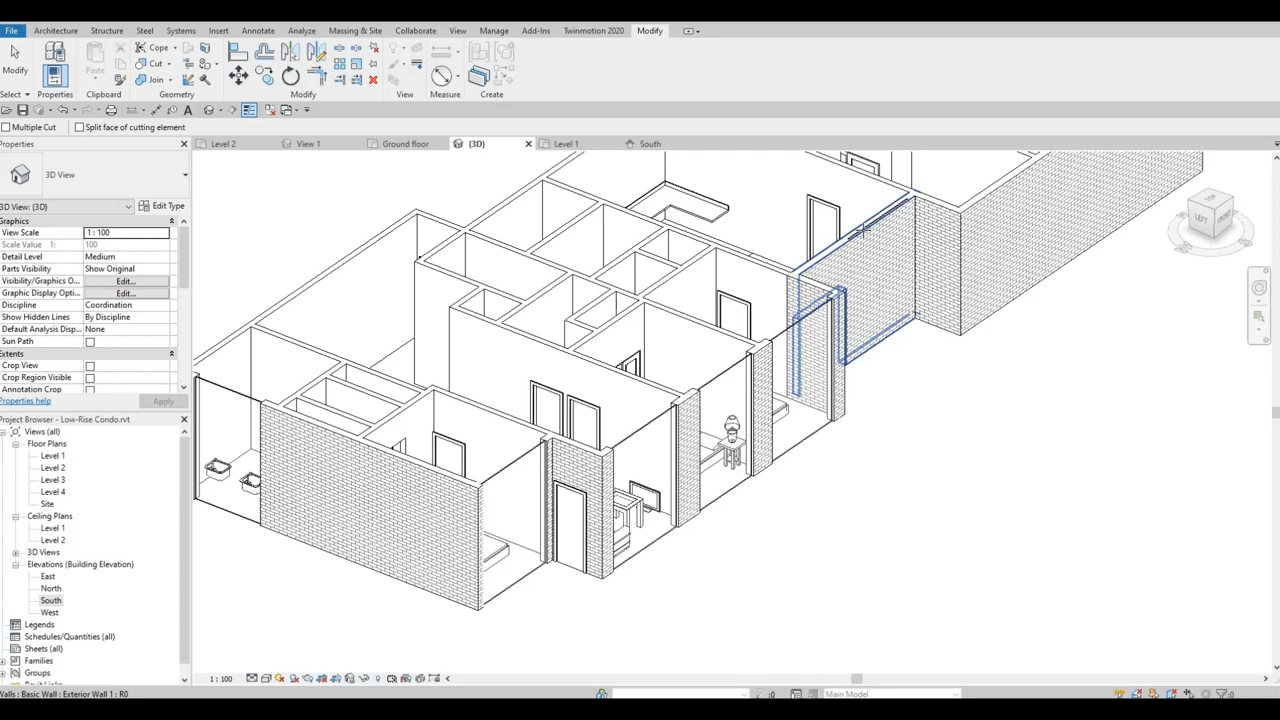 File Architecture Structure Steel Systems Insert Annotate Analyze Massing & Site Collaborate View Manage Add-Ins Twinmotion 2020 Modify
Modify Paste Cope Cut Join
Select Properties Clipboard Geometry Modify View Measure Create
Multiple Cut Split face of cutting element
Properties
Level 2 View 1 Ground floor {3D} Level 1 South
3D View
3D View: {3D} Edit Type
Graphics
View Scale 1 : 100
Scale Value 1: 100
Detail Level Medium
Parts Visibility Show Original
Visibility/Graphics O... Edit...
Graphic Display Opti... Edit...
Discipline Coordination
Show Hidden Lines By Discipline
Default Analysis Disp... None
Sun Path
Extents
Crop View
Crop Region Visible
Annotation Crop
Properties help Apply
Project Browser - Low-Rise Condo.rvt
Views (all)
Floor Plans
Level 1
Level 2
Level 3
Level 4
Site
Ceiling Plans
Level 1
Level 2
3D Views
Elevations (Building Elevation)
East
North
South
West
Legends
Schedules/Quantities (all)
Sheets (all)
Families
Groups
LEFT FRONT
1 : 100
Walls : Basic Wall : Exterior Wall 1 : R0
:0
Main Model
:0